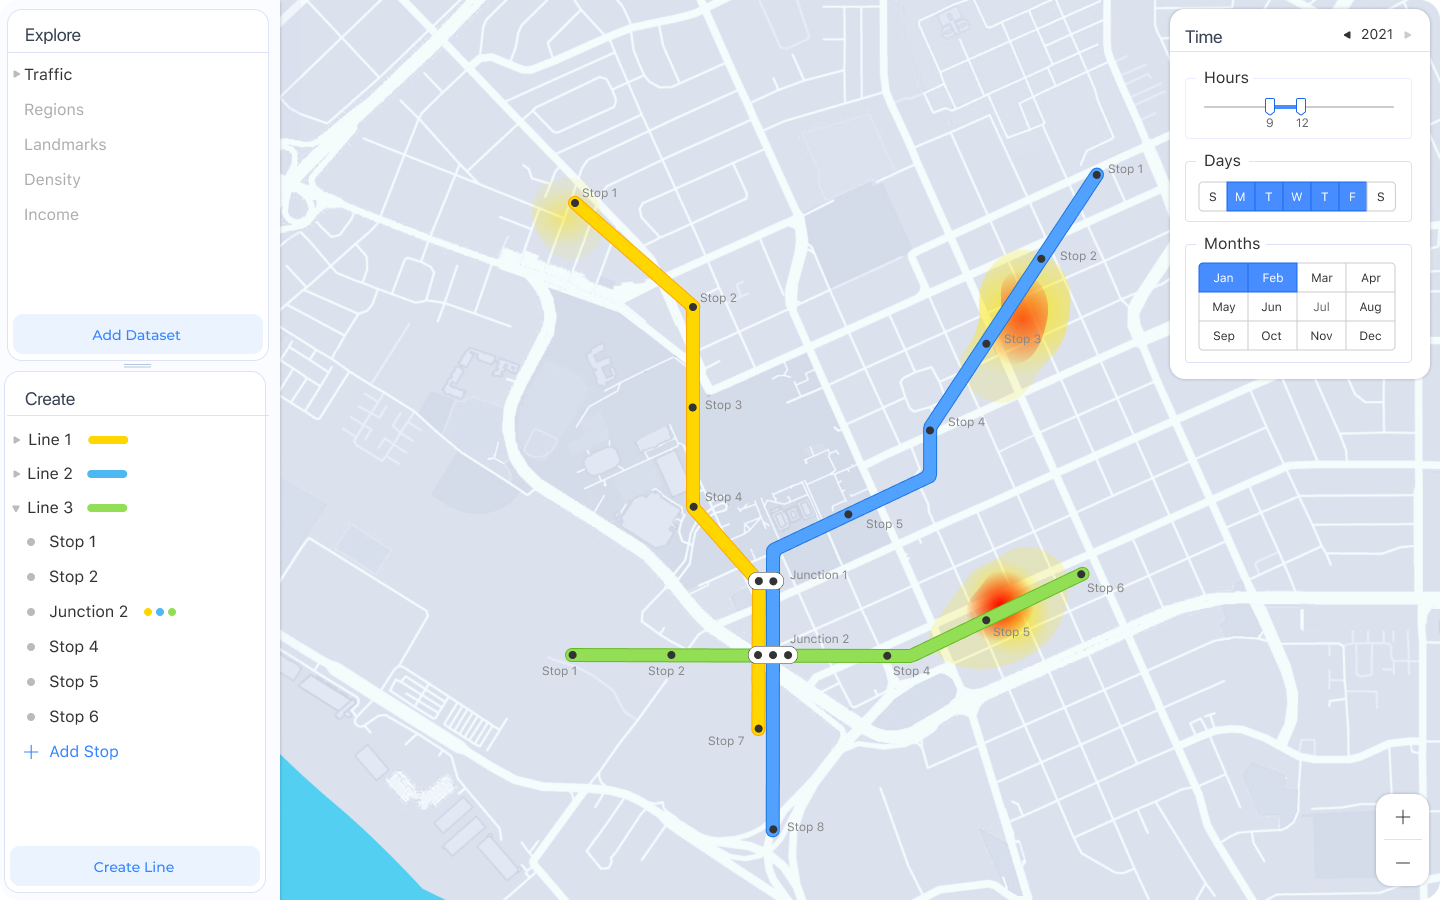 Explore
Traffic
Regions
Landmarks
Density
Income
Add Dataset
Create
Line 1
Line 2
Line 3
Stop 1
Stop 2
Junction 2
Stop 4
Stop 5
Stop 6
Add Stop
Create Line
Stop 1
Stop 2
Stop 3
Stop 4
Stop 7
Stop 1
Stop 2
Stop 3
Stop 4
Stop 5
Junction 1
Junction 2
Stop 8
Stop 1
Stop 2
Stop 4
Stop 5
Stop 6
Time
2021
Hours
9 12
Days
S M T W T F S
Months
Jan Feb Mar Apr
May Jun Jul Aug
Sep Oct Nov Dec